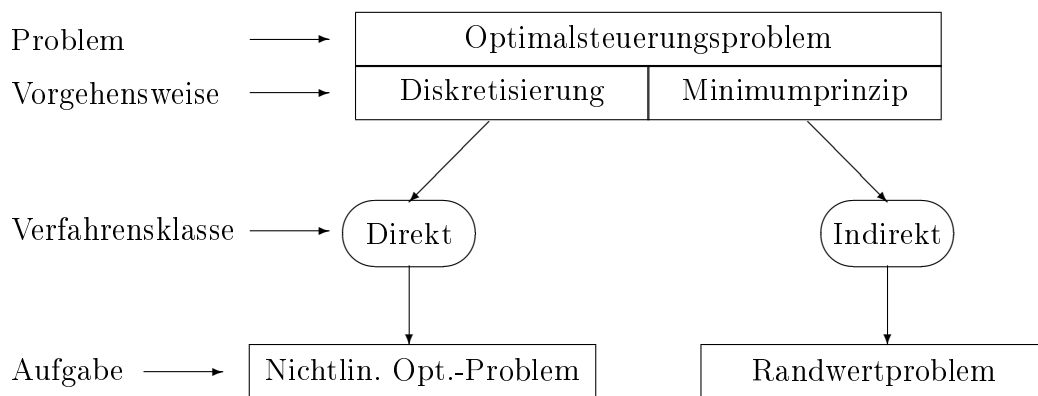 Problem
Optimalsteuerungsproblem
Vorgehensweise
Diskretisierung
Minimumprinzip
Verfahrensklasse
Direkt
Indirekt
Aufgabe
Nichtlin. Opt.-Problem
Randwertproblem